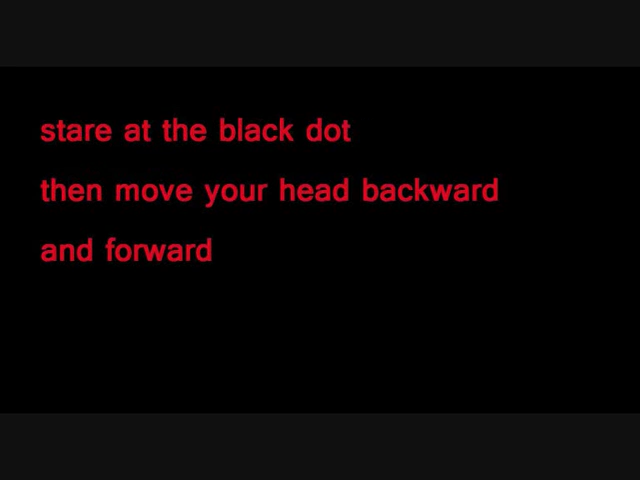 stare at the black dot
then move your head backward
and forward